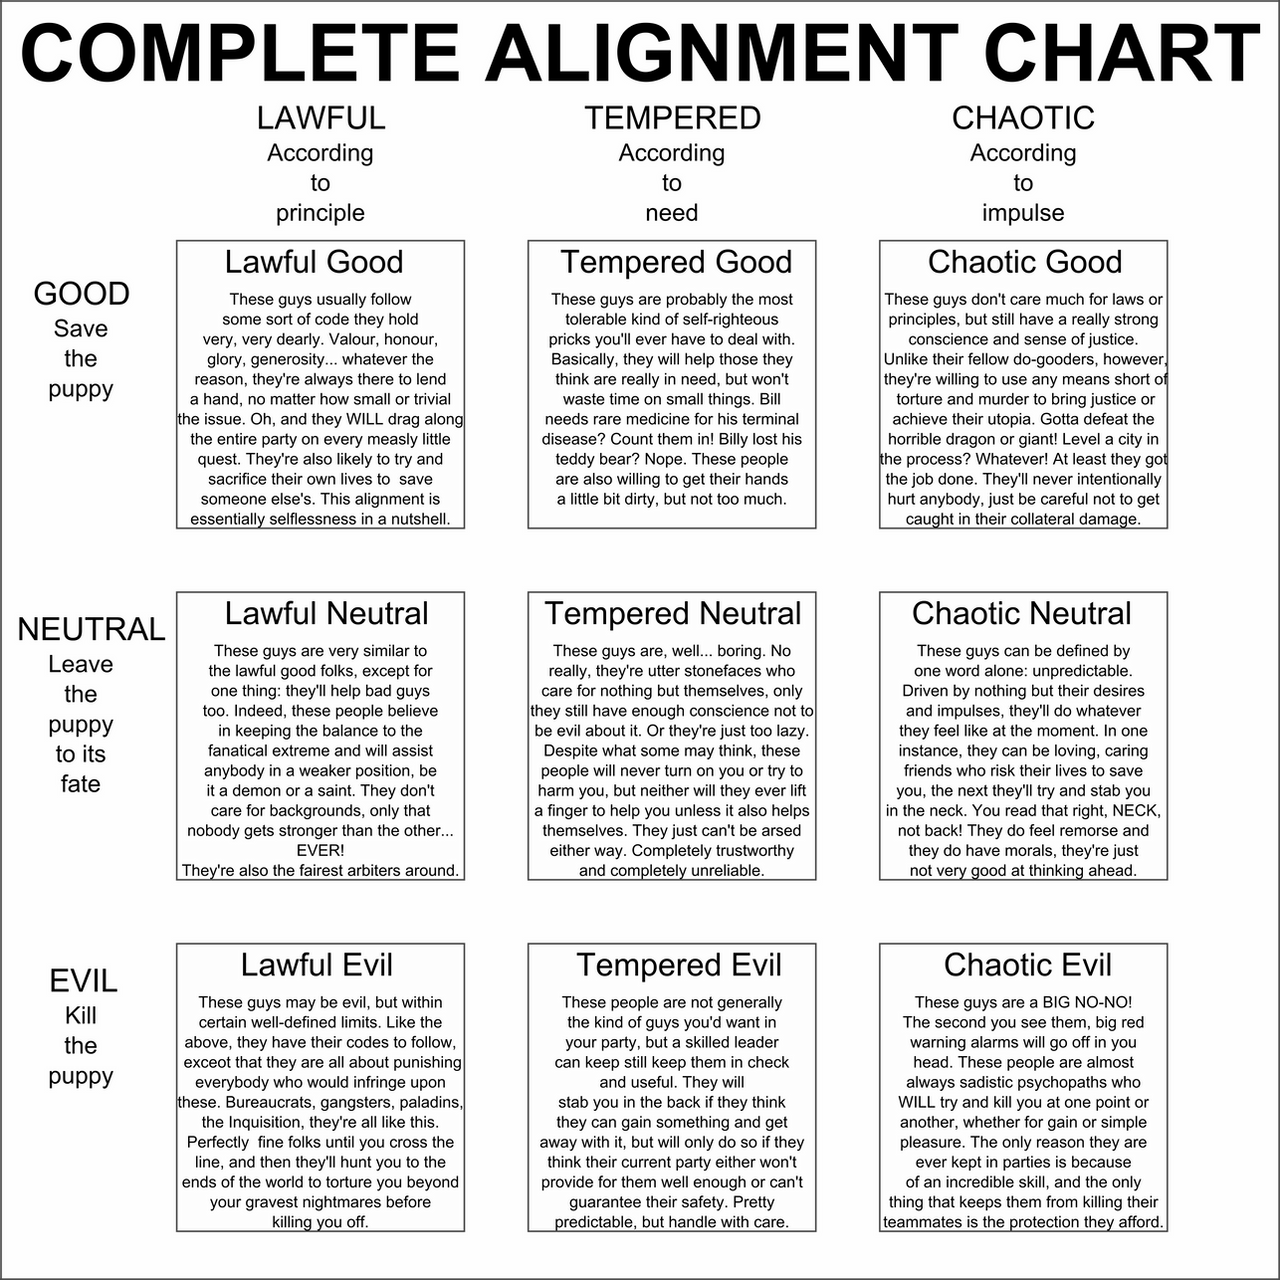 COMPLETE ALIGNMENT CHART
LAWFUL
According
to
principle
TEMPERED
According
to
need
CHAOTIC
According
to
impulse
GOOD
Save
the
puppy
Lawful Good
These guys usually follow
some sort of code they hold
very, very dearly. Valour, honour,
glory, generosity... whatever the
reason, they're always there to lend
a hand, no matter how small or trivial
the issue. Oh, and they WILL drag along
the entire party on every measly little
quest. They're also likely to try and
sacrifice their own lives to save
someone else's. This alignment is
essentially selflessness in a nutshell.
Tempered Good
These guys are probably the most
tolerable kind of self-righteous
pricks you'll ever have to deal with.
Basically, they will help those they
think are really in need, but won't
waste time on small things. Bill
needs rare medicine for his terminal
disease? Count them in! Billy lost his
teddy bear? Nope. These people
are also willing to get their hands
a little bit dirty, but not too much.
Chaotic Good
These guys don't care much for laws or
principles, but still have a really strong
conscience and sense of justice.
Unlike their fellow do-gooders, however,
they're willing to use any means short of
torture and murder to bring justice or
achieve their utopia. Gotta defeat the
horrible dragon or giant! Level a city in
the process? Whatever! At least they got
the job done. They'll never intentionally
hurt anybody, just be careful not to get
caught in their collateral damage.
NEUTRAL
Leave
the
puppy
to its
fate
Lawful Neutral
These guys are very similar to
the lawful good folks, except for
one thing: they'll help bad guys
too. Indeed, these people believe
in keeping the balance to the
fanatical extreme and will assist
anybody in a weaker position, be
it a demon or a saint. They don't
care for backgrounds, only that
nobody gets stronger than the other...
EVER!
They're also the fairest arbiters around.
Tempered Neutral
These guys are, well... boring. No
really, they're utter stonefaces who
care for nothing but themselves, only
they still have enough conscience not to
be evil about it. Or they're just too lazy.
Despite what some may think, these
people will never turn on you or try to
harm you, but neither will they ever lift
a finger to help you unless it also helps
themselves. They just can't be arsed
either way. Completely trustworthy
and completely unreliable.
Chaotic Neutral
These guys can be defined by
one word alone: unpredictable.
Driven by nothing but their desires
and impulses, they'll do whatever
they feel like at the moment. In one
instance, they can be loving, caring
friends who risk their lives to save
you, the next they'll try and stab you
in the neck. You read that right, NECK,
not back! They do feel remorse and
they do have morals, they're just
not very good at thinking ahead.
EVIL
Kill
the
puppy
Lawful Evil
These guys may be evil, but within
certain well-defined limits. Like the
above, they have their codes to follow,
exceot that they are all about punishing
everybody who would infringe upon
these. Bureaucrats, gangsters, paladins,
the Inquisition, they're all like this.
Perfectly fine folks until you cross the
line, and then they'll hunt you to the
ends of the world to torture you beyond
your gravest nightmares before
killing you off.
Tempered Evil
These people are not generally
the kind of guys you'd want in
your party, but a skilled leader
can keep still keep them in check
and useful. They will
stab you in the back if they think
they can gain something and get
away with it, but will only do so if they
think their current party either won't
provide for them well enough or can't
guarantee their safety. Pretty
predictable, but handle with care.
Chaotic Evil
These guys are a BIG NO-NO!
The second you see them, big red
warning alarms will go off in you
head. These people are almost
always sadistic psychopaths who
WILL try and kill you at one point or
another, whether for gain or simple
pleasure. The only reason they are
ever kept in parties is because
of an incredible skill, and the only
thing that keeps them from killing their
teammates is the protection they afford.